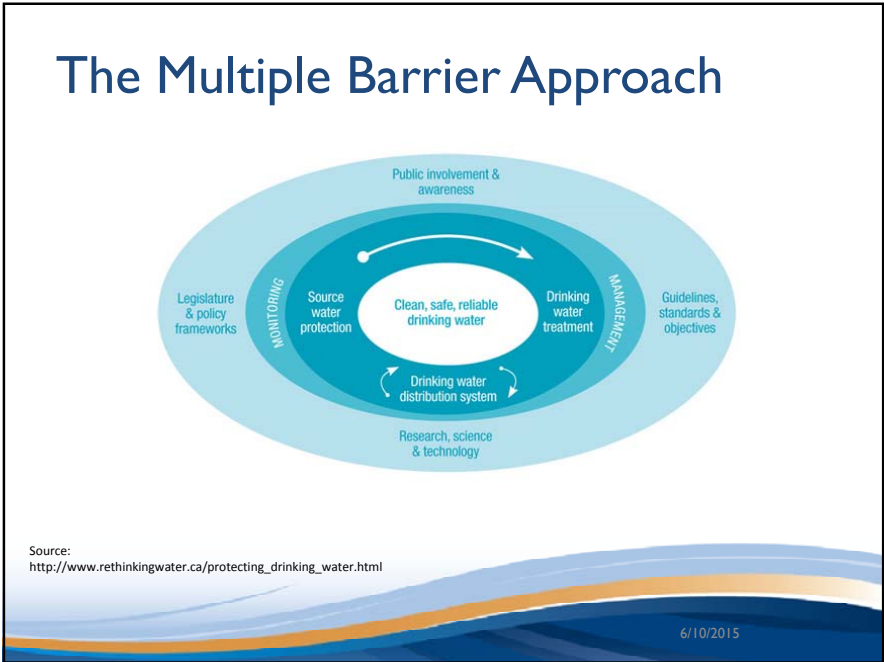 The Multiple Barrier Approach
Public involvement &
awareness
Legislature
& policy
frameworks
MONITORING
Source
water
protection
Clean, safe, reliable
drinking water
Drinking
water
treatment
MANAGEMENT
Guidelines,
standards &
objectives
Drinking water
distribution system
Research, science
& technology
Source:
http://www.rethinkingwater.ca/protecting_drinking_water.html
6/10/2015